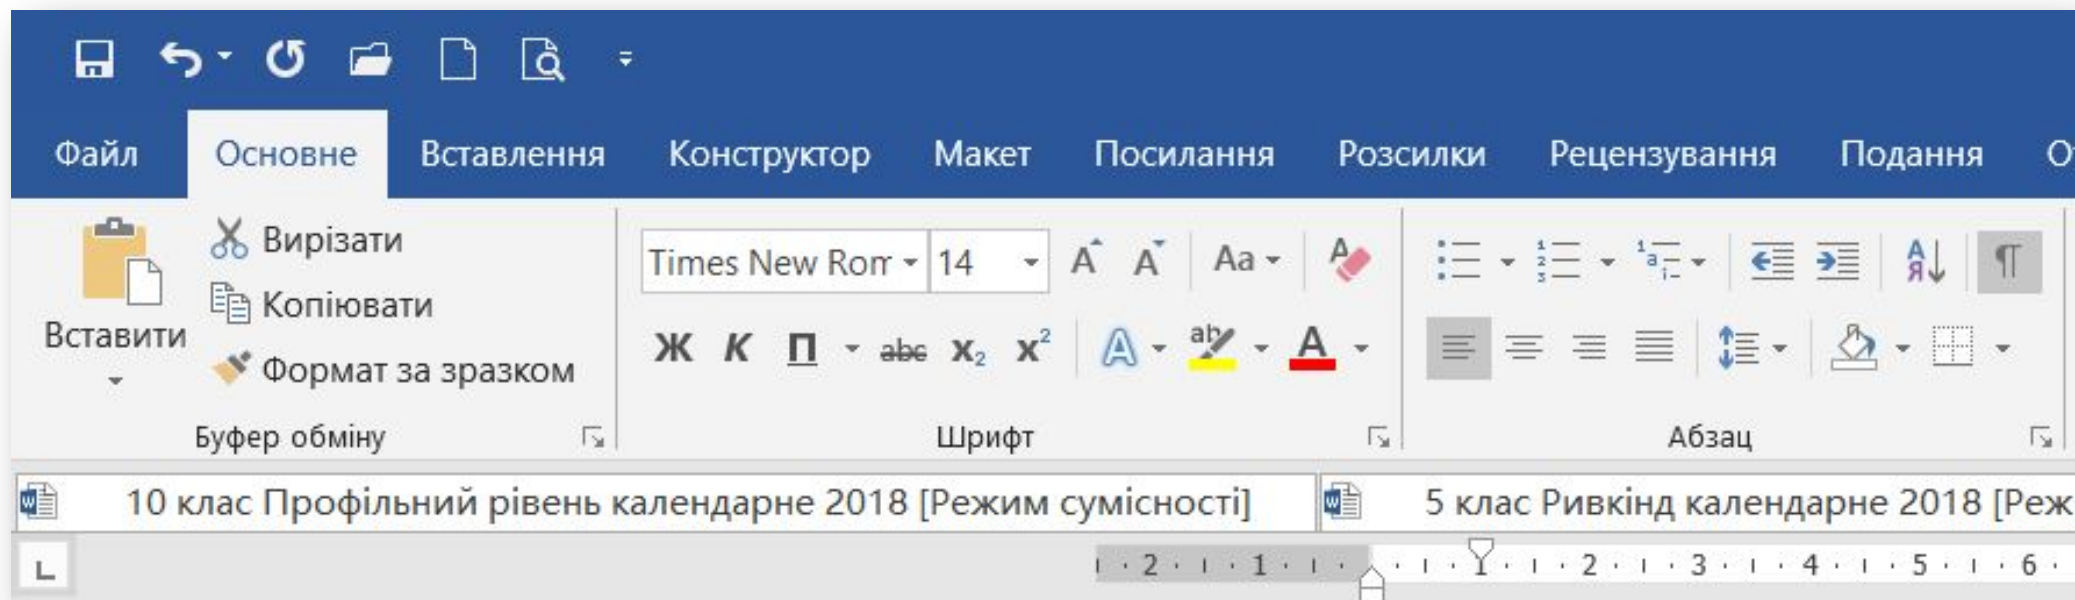 Файл Основне Вставлення Конструктор Макет Посилання Розсилки Рецензування Подання
Вирізати
Times New Rom 14 Aa
Копіювати
Вставити
Ж К П abc x₂ x²
Формат за зразком
Буфер обміну Шрифт Абзац
10 клас Профільний рівень календарне 2018 [Режим сумісності] 5 клас Ривкінд календарне 2018 [Реж
2 1 1 2 3 4 5 6